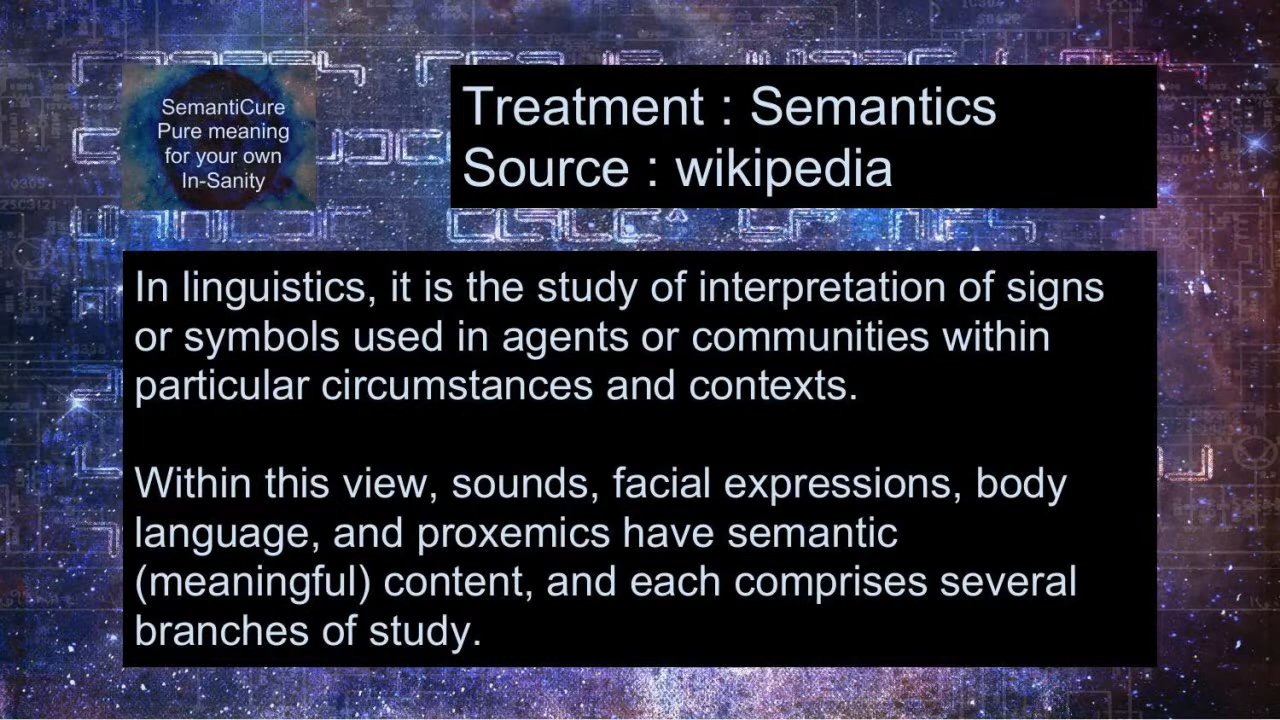 SemantiCure
Pure meaning
for your own
In-Sanity
Treatment : Semantics
Source : wikipedia
In linguistics, it is the study of interpretation of signs
or symbols used in agents or communities within
particular circumstances and contexts.
Within this view, sounds, facial expressions, body
language, and proxemics have semantic
(meaningful) content, and each comprises several
branches of study.